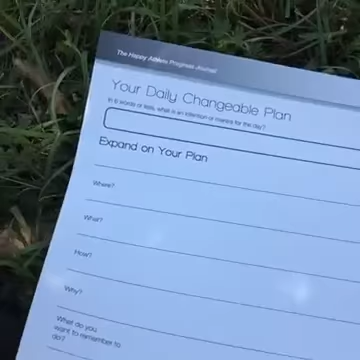 The Happy Athlete Progress Journal
Your Daily Changeable Plan
In 6 words or less, what is an intention or mantra for the day?
Expand on Your Plan
Where?
What?
How?
Why?
What do you
want to remember to
do?